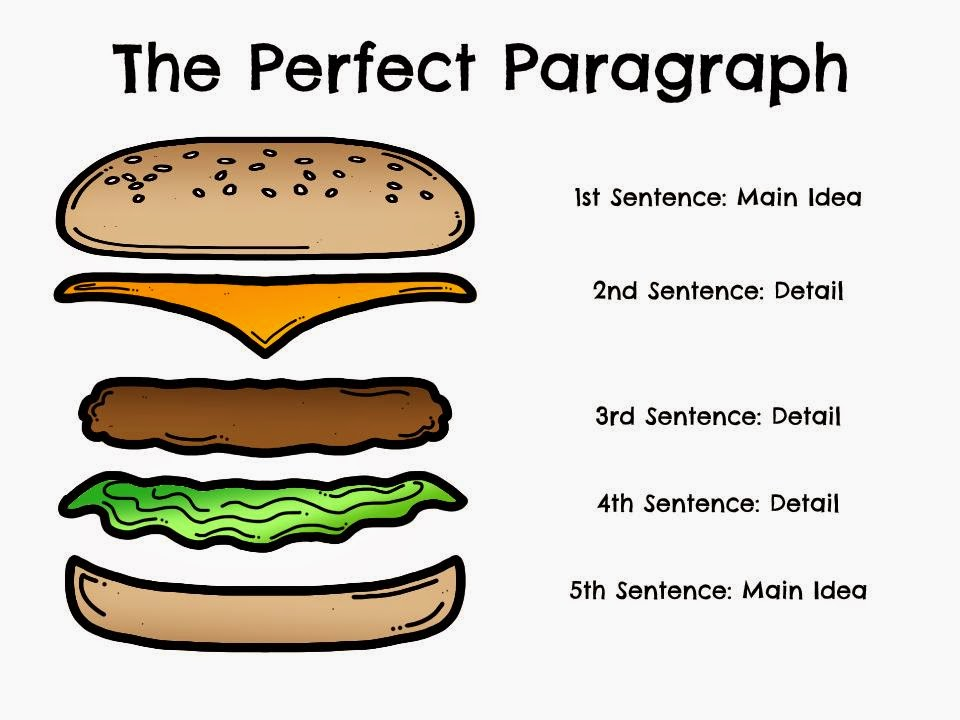 The Perfect Paragraph
1st Sentence: Main Idea
2nd Sentence: Detail
3rd Sentence: Detail
4th Sentence: Detail
5th Sentence: Main Idea